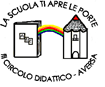 LA SCUOLA TI APRE LE PORTE
III CIRCOLO DIDATTICO - AVERSA